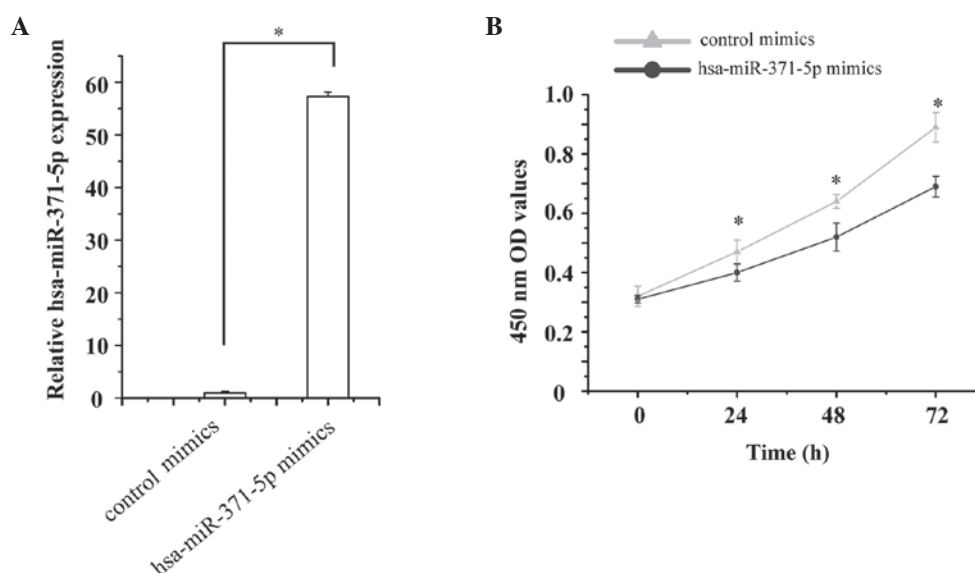 A
Relative hsa-miR-371-5p expression
60
50
40
30
20
10
0
*
control mimics
hsa-miR-371-5p mimics
B
control mimics
hsa-miR-371-5p mimics
450 nm OD values
1.0
0.8
0.6
0.4
0.2
0
*
*
*
0 24 48 72
Time (h)